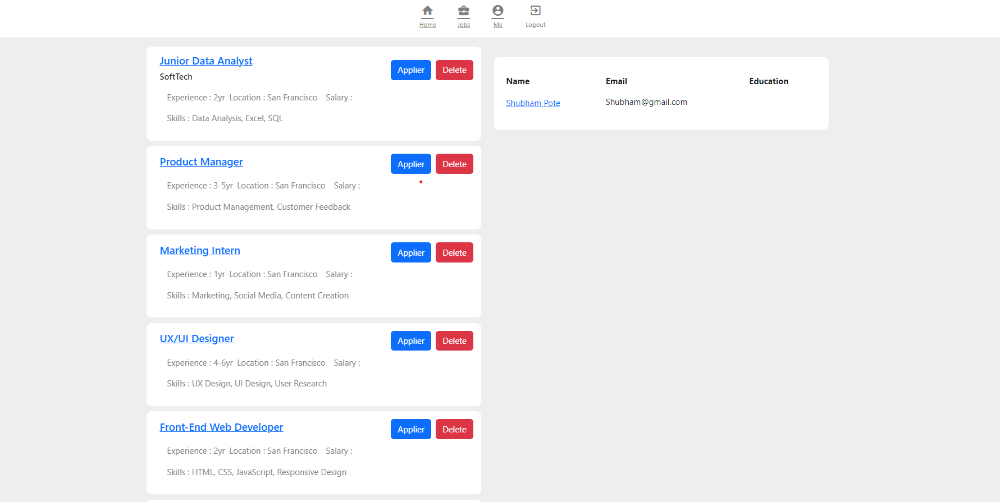 Home Jobs Me Logout
Junior Data Analyst
Applier Delete
SoftTech
Experience : 2yr Location : San Francisco Salary :
Skills : Data Analysis, Excel, SQL
Product Manager
Applier Delete
Experience : 3-5yr Location : San Francisco Salary :
Skills : Product Management, Customer Feedback
Marketing Intern
Applier Delete
Experience : 1yr Location : San Francisco Salary :
Skills : Marketing, Social Media, Content Creation
UX/UI Designer
Applier Delete
Experience : 4-6yr Location : San Francisco Salary :
Skills : UX Design, UI Design, User Research
Front-End Web Developer
Applier Delete
Experience : 2yr Location : San Francisco Salary :
Skills : HTML, CSS, JavaScript, Responsive Design
Name Email Education
Shubham Pote Shubham@gmail.com